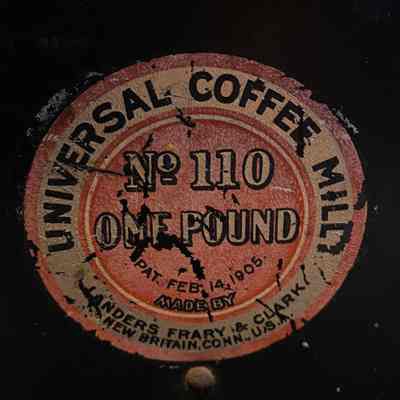 UNIVERSAL COFFEE MILL
No 110
ONE POUND
PAT. FEB. 14, 1905.
MADE BY
LANDERS FRARY & CLARK
NEW BRITAIN, CONN., U.S.A.